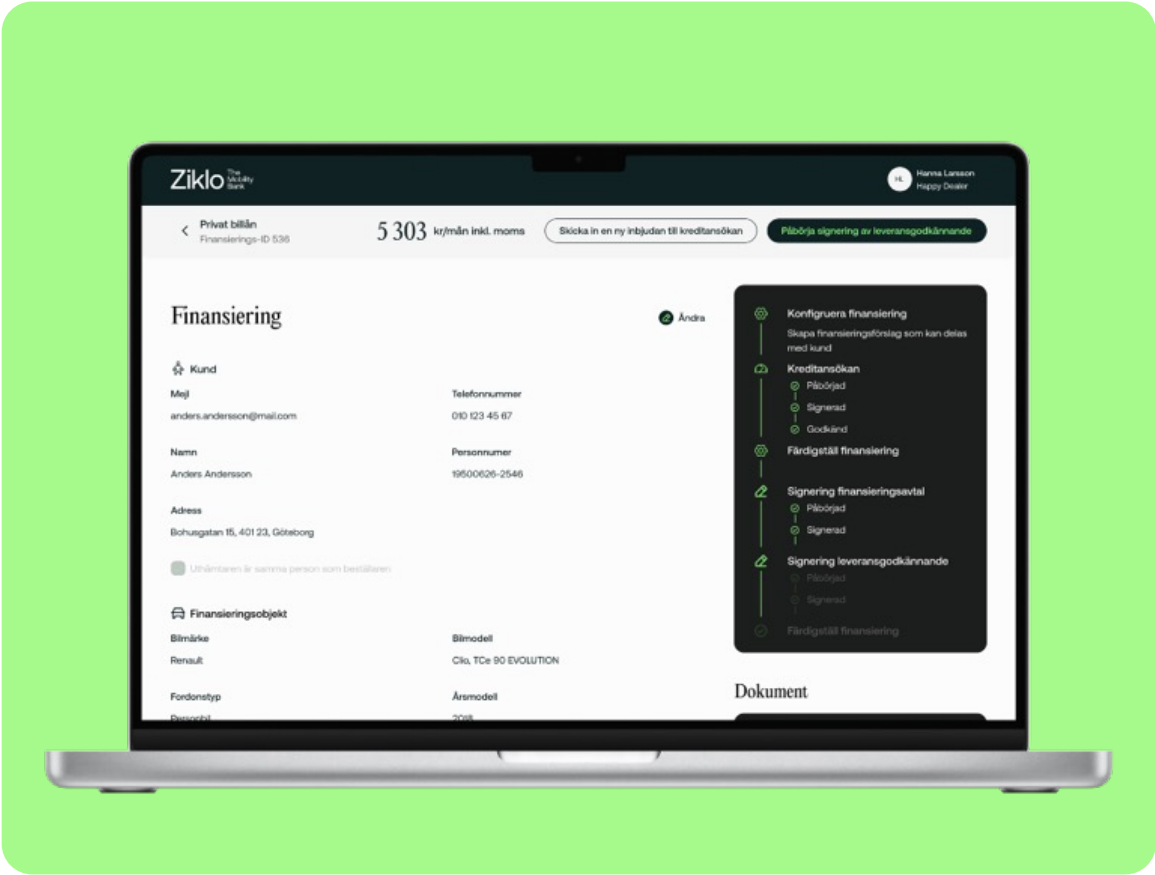 Ziklo The Mobility Bank
HL
Hanna Larsson
Happy Dealer
Privat billån
Finansierings-ID 536
5 303 kr/mån inkl. moms
Skicka in en ny inbjudan till kreditansökan
Påbörja signering av leveransgodkännande
Finansiering
Ändra
Kund
Mejl
Telefonnummer
anders.andersson@mail.com
010 123 45 67
Namn
Personnumer
Anders Andersson
19500626-2546
Adress
Bohusgatan 15, 401 23, Göteborg
Uthämtaren är samma person som beställaren
Finansieringsobjekt
Bilmärke
Bilmodell
Renault
Clio, TCe 90 EVOLUTION
Fordonstyp
Årsmodell
Personbil
2018
Konfigruera finansiering
Skapa finansieringsförslag som kan delas
med kund
Kreditansökan
Påbörjad
Signerad
Godkänd
Färdigställ finansiering
Signering finansieringsavtal
Påbörjad
Signerad
Signering leveransgodkännande
Påbörjad
Signerad
Färdigställ finansiering
Dokument